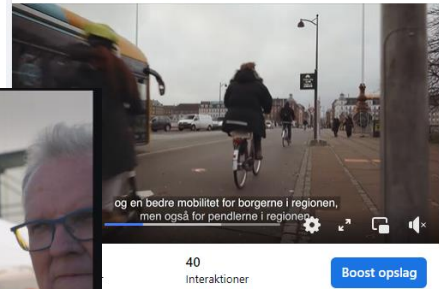 og en bedre mobilitet for borgerne i regionen,
men også for pendlerne i regionen
40
Interaktioner
Boost opslag